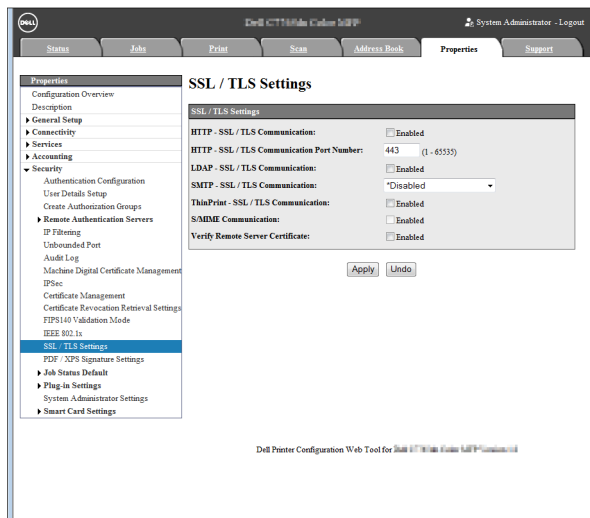 DELL
System Administrator - Logout
Status
Jobs
Print
Scan
Address Book
Properties
Support
Properties
Configuration Overview
Description
General Setup
Connectivity
Services
Accounting
Security
Authentication Configuration
User Details Setup
Create Authorization Groups
Remote Authentication Servers
IP Filtering
Unbounded Port
Audit Log
Machine Digital Certificate Management
IPSec
Certificate Management
Certificate Revocation Retrieval Settings
FIPS140 Validation Mode
IEEE 802.1x
SSL / TLS Settings
PDF / XPS Signature Settings
Job Status Default
Plug-in Settings
System Administrator Settings
Smart Card Settings
SSL / TLS Settings
SSL / TLS Settings
HTTP - SSL / TLS Communication: Enabled
HTTP - SSL / TLS Communication Port Number: 443 (1 - 65535)
LDAP - SSL / TLS Communication: Enabled
SMTP - SSL / TLS Communication: *Disabled
ThinPrint - SSL / TLS Communication: Enabled
S/MIME Communication: Enabled
Verify Remote Server Certificate: Enabled
Apply Undo
Dell Printer Configuration Web Tool for